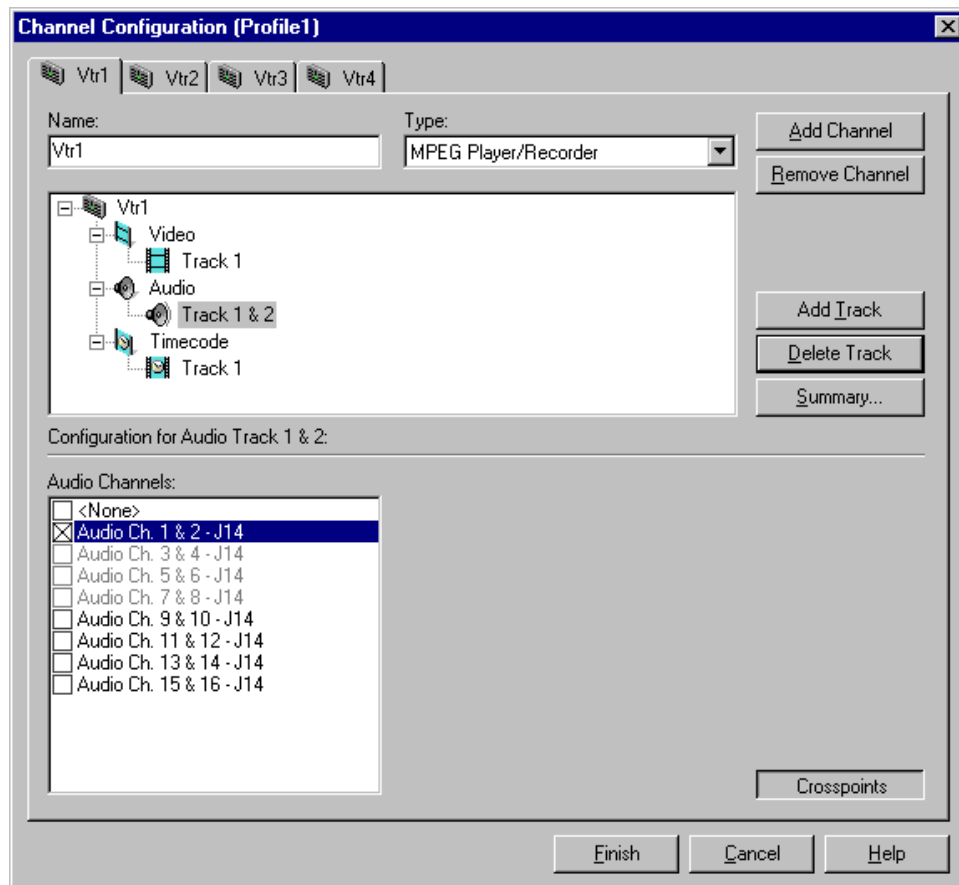 Channel Configuration (Profile1)
Vtr1
Vtr2
Vtr3
Vtr4
Name:
Type:
Vtr1
MPEG Player/Recorder
Add Channel
Remove Channel
Vtr1
Video
Track 1
Audio
Track 1 & 2
Timecode
Track 1
Add Track
Delete Track
Summary...
Configuration for Audio Track 1 & 2:
Audio Channels:
<None>
Audio Ch. 1 & 2 - J14
Audio Ch. 3 & 4 - J14
Audio Ch. 5 & 6 - J14
Audio Ch. 7 & 8 - J14
Audio Ch. 9 & 10 - J14
Audio Ch. 11 & 12 - J14
Audio Ch. 13 & 14 - J14
Audio Ch. 15 & 16 - J14
Crosspoints
Finish
Cancel
Help